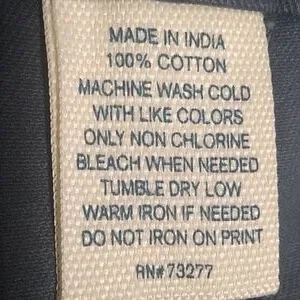 MADE IN INDIA
100% COTTON
MACHINE WASH COLD
WITH LIKE COLORS
ONLY NON CHLORINE
BLEACH WHEN NEEDED
TUMBLE DRY LOW
WARM IRON IF NEEDED
DO NOT IRON ON PRINT
RN#73277